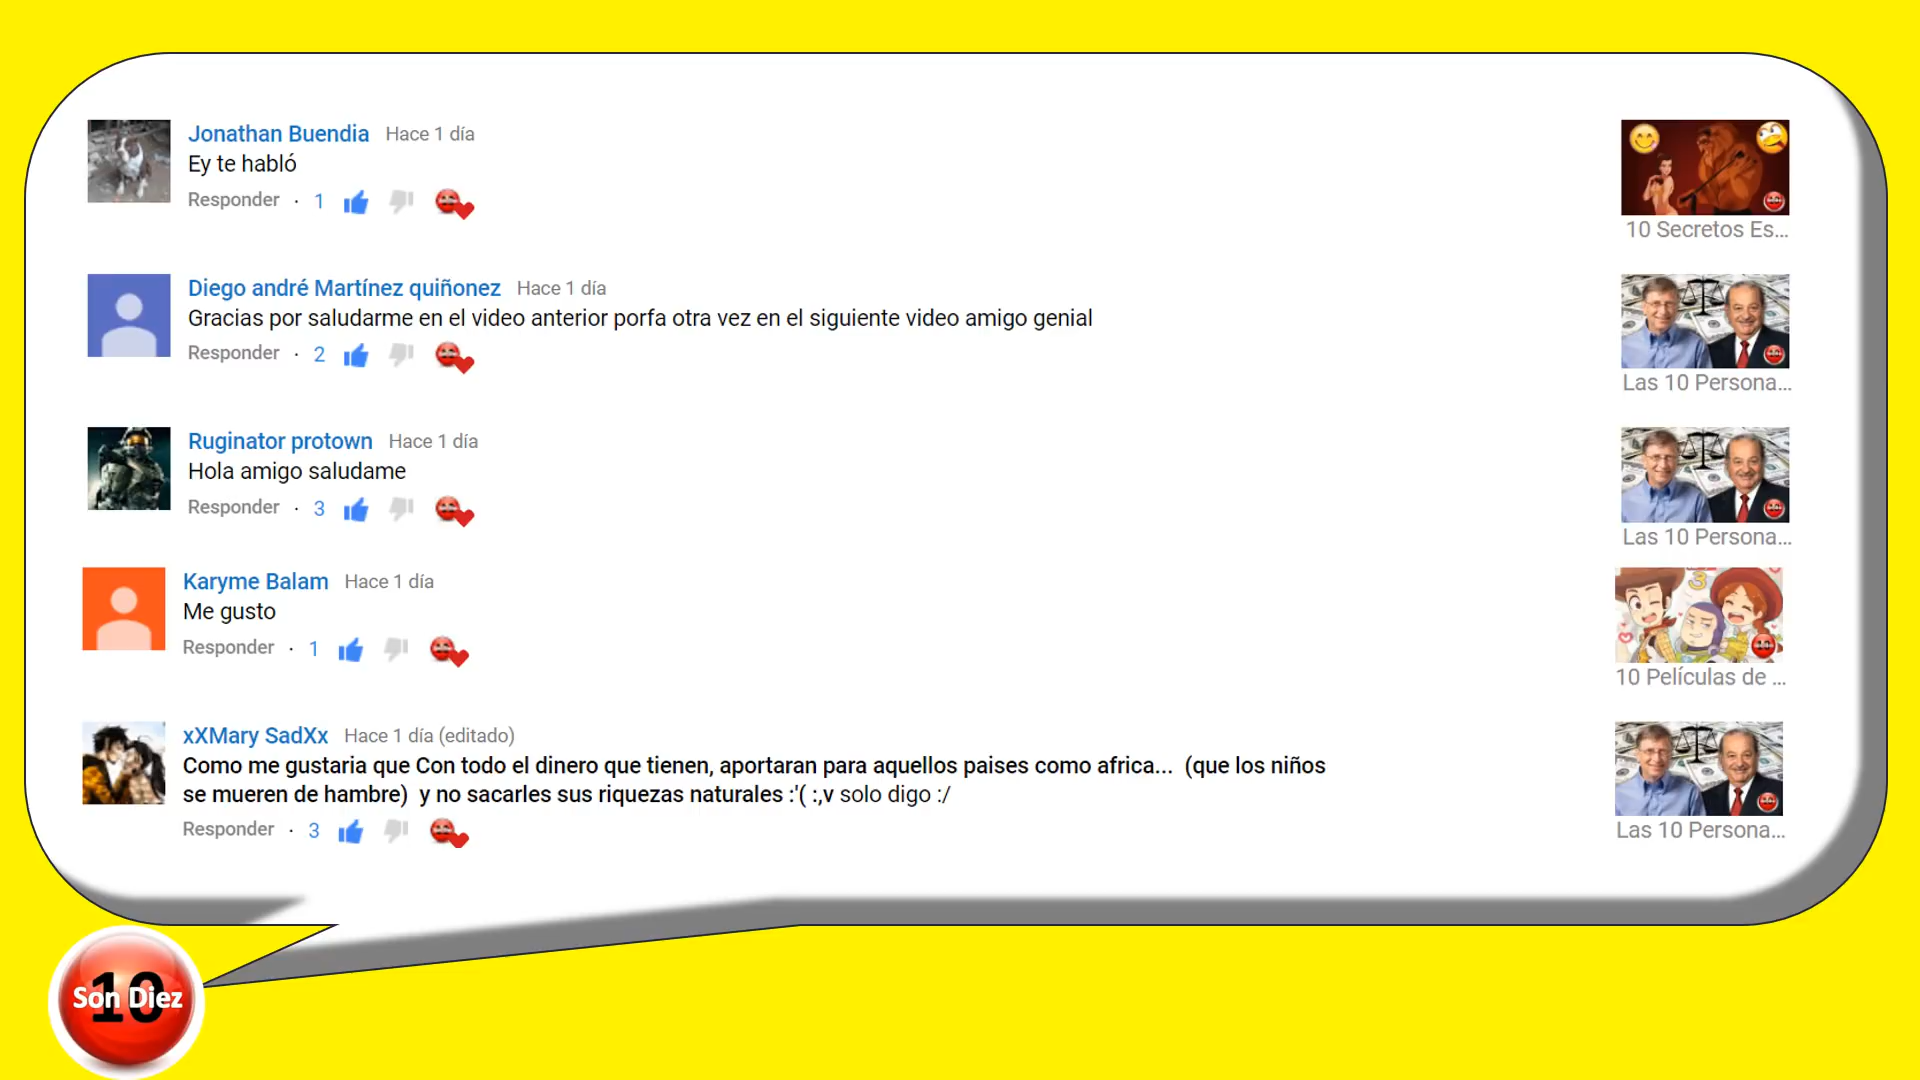 Jonathan Buendia Hace 1 día
Ey te habló
Responder · 1
10 Secretos Es...
Diego andré Martínez quiñonez Hace 1 día
Gracias por saludarme en el video anterior porfa otra vez en el siguiente video amigo genial
Responder · 2
Las 10 Persona...
Ruginator protown Hace 1 día
Hola amigo saludame
Responder · 3
Las 10 Persona...
Karyme Balam Hace 1 día
Me gusto
Responder · 1
3
10 Películas de ...
xXMary SadXx Hace 1 día (editado)
Como me gustaria que Con todo el dinero que tienen, aportaran para aquellos paises como africa...  (que los niños
se mueren de hambre)  y no sacarles sus riquezas naturales :'( :,v solo digo :/
Responder · 3
Las 10 Persona...
10
Son Diez